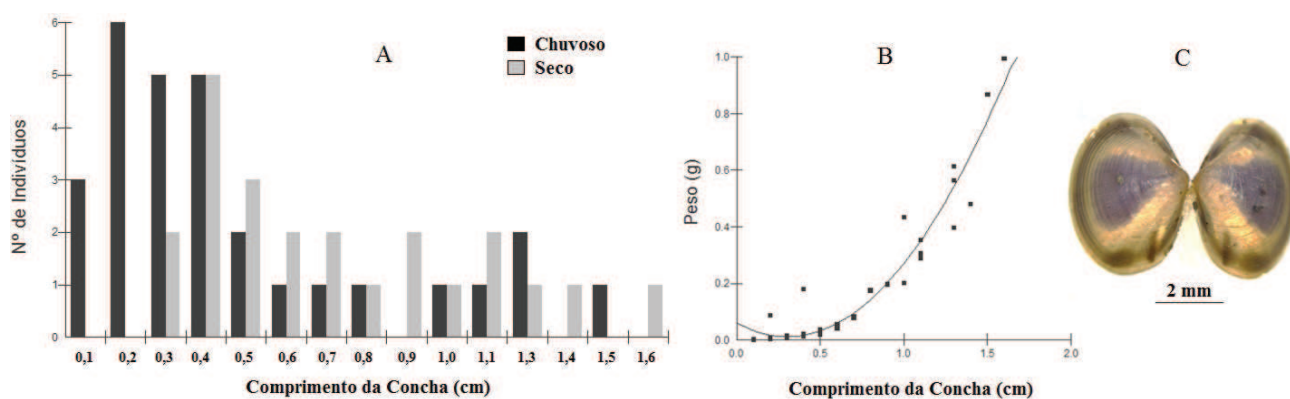 A
Chuvoso
Seco
Nº de Indivíduos
6
5
4
3
2
1
0
0,1 0,2 0,3 0,4 0,5 0,6 0,7 0,8 0,9 1,0 1,1 1,3 1,4 1,5 1,6
Comprimento da Concha (cm)
B
Peso (g)
1.0
0.8
0.6
0.4
0.2
0.0
0.0 0.5 1.0 1.5 2.0
Comprimento da Concha (cm)
C
2 mm